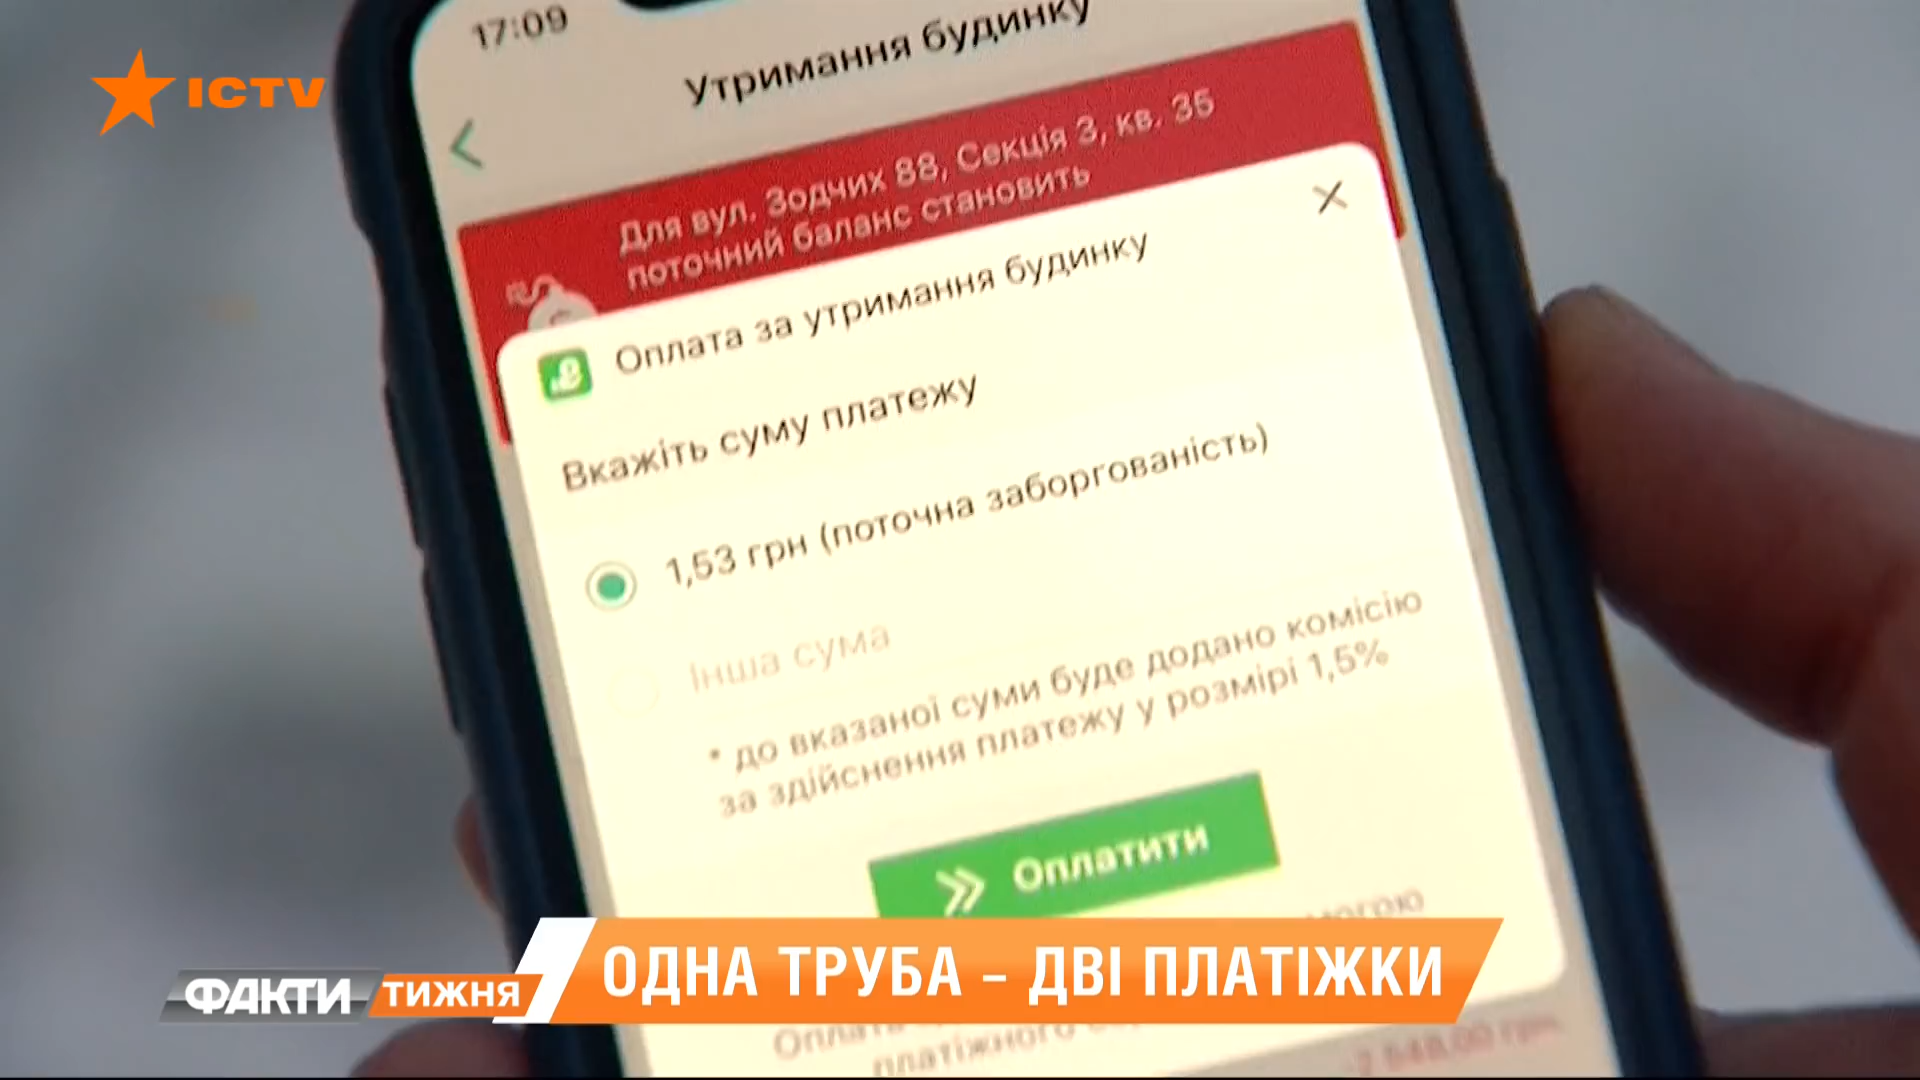 17:09
ICTV
Утримання будинку
Для вул. Зодчих 88, Секція 3, кв. 35
поточний баланс становить
Оплата за утримання будинку
Вкажіть суму платежу
1,53 грн (поточна заборгованість)
Інша сума
* до вказаної суми буде додано комісію
за здійснення платежу у розмірі 1,5%
Оплатити
ОДНА ТРУБА – ДВІ ПЛАТІЖКИ
ФАКТИ ТИЖНЯ
платіжного